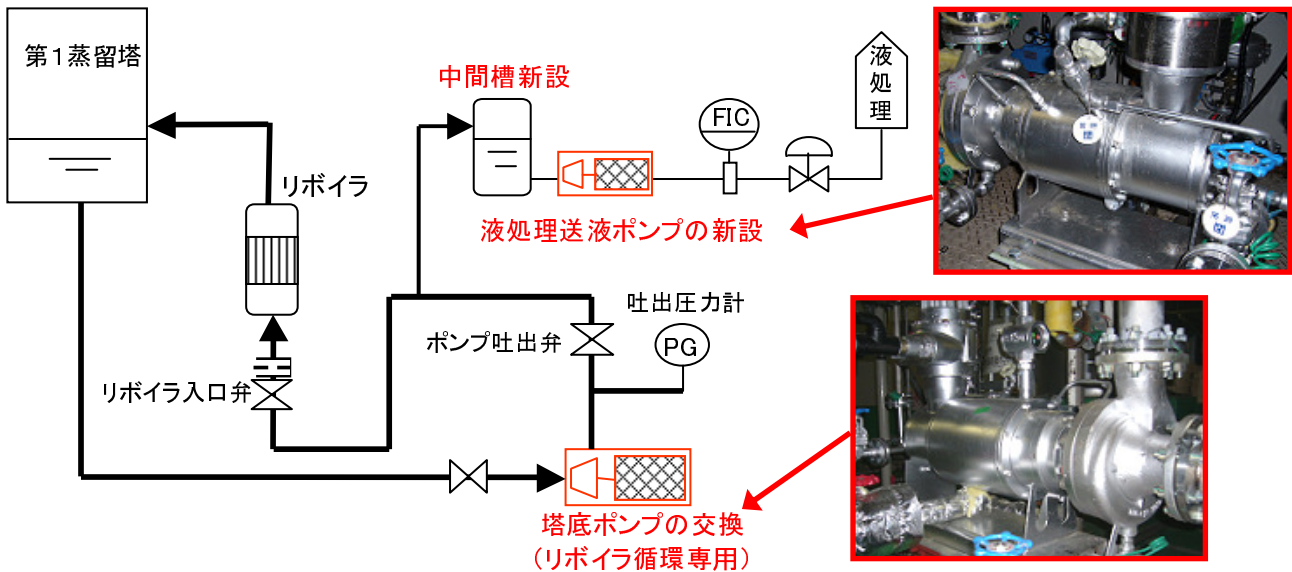 第1蒸留塔
中間槽新設
液処理
FIC
リボイラ
液処理送液ポンプの新設
吐出圧力計
ポンプ吐出弁
PG
リボイラ入口弁
塔底ポンプの交換
(リボイラ循環専用)